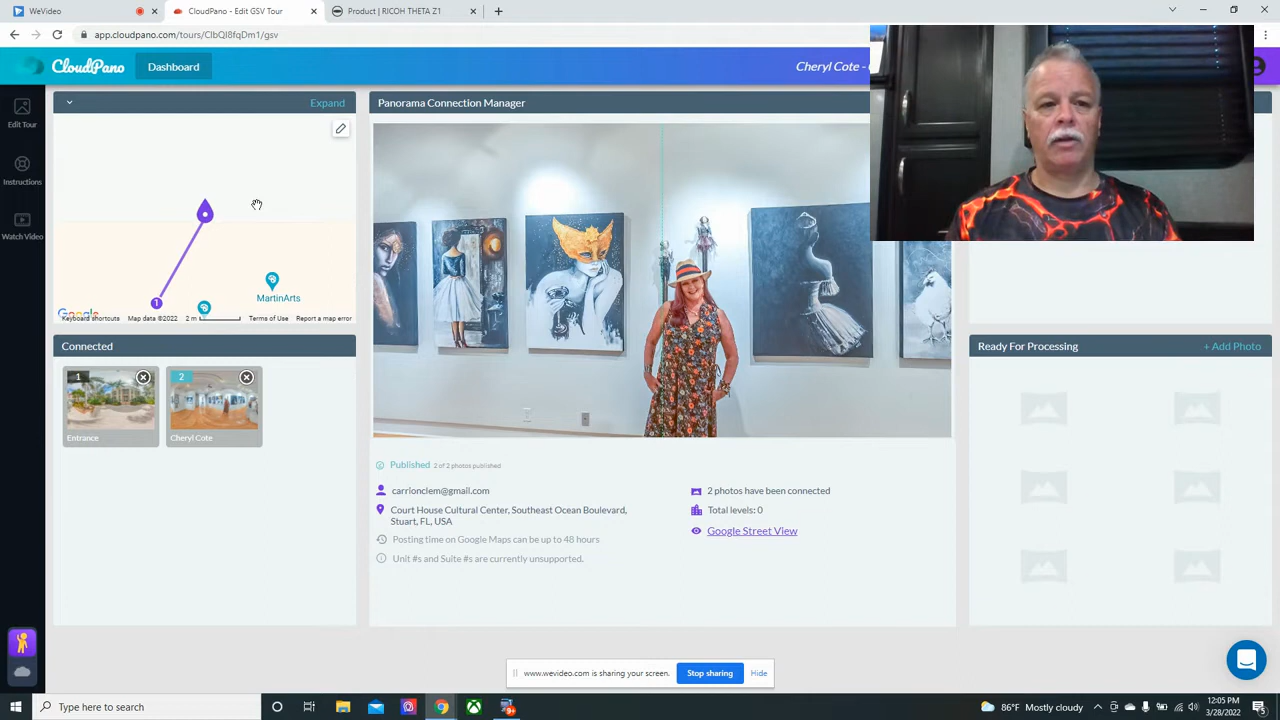 WeVideo
CloudPano - Edit GSV Tour
Product | RICOH THETA Z1
app.cloudpano.com/tours/CIbQI8fqDm1/gsv
CloudPano
Dashboard
Cheryl Cote -
Edit Tour
Instructions
Watch Video
Expand
MartinArts
1
Google
Keyboard shortcuts
Map data ©2022
2 m
Terms of Use
Report a map error
Panorama Connection Manager
Connected
1
Entrance
2
Cheryl Cote
Published 2 of 2 photos published
carrionclem@gmail.com
Court House Cultural Center, Southeast Ocean Boulevard,
Stuart, FL, USA
Posting time on Google Maps can be up to 48 hours
Unit #s and Suite #s are currently unsupported.
2 photos have been connected
Total levels: 0
Google Street View
Ready For Processing
+ Add Photo
www.wevideo.com is sharing your screen.
Stop sharing
Hide
Type here to search
86°F Mostly cloudy
12:05 PM
3/28/2022